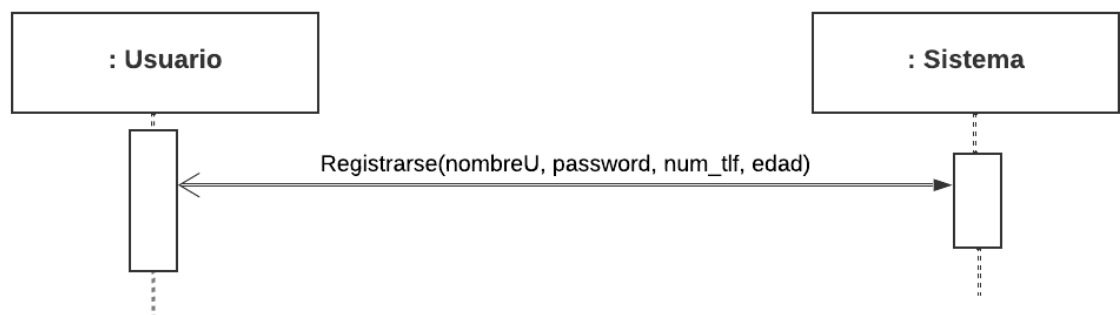 : Usuario
: Sistema
Registrarse(nombreU, password, num_tlf, edad)